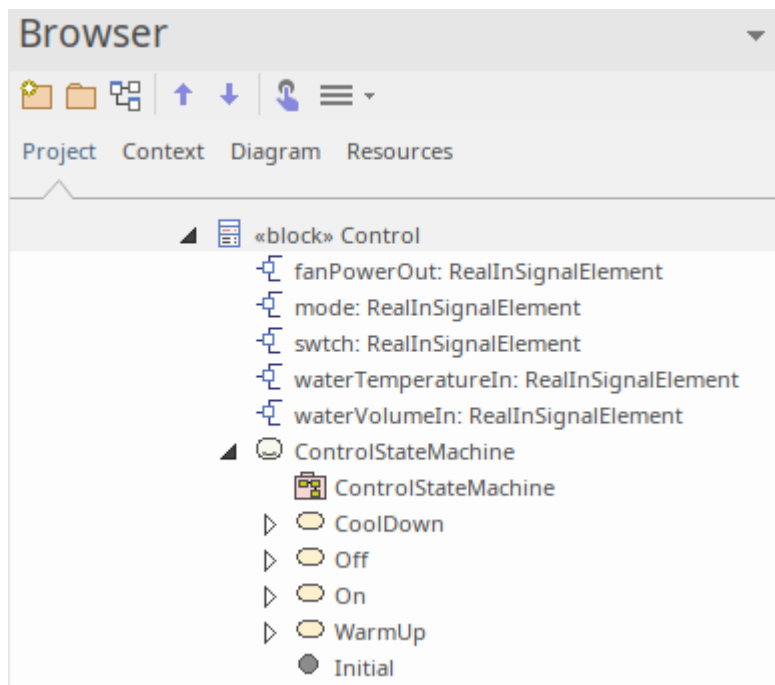 Browser
Project Context Diagram Resources
«block» Control
fanPowerOut: RealInSignalElement
mode: RealInSignalElement
swtch: RealInSignalElement
waterTemperatureIn: RealInSignalElement
waterVolumeIn: RealInSignalElement
ControlStateMachine
ControlStateMachine
CoolDown
Off
On
WarmUp
Initial